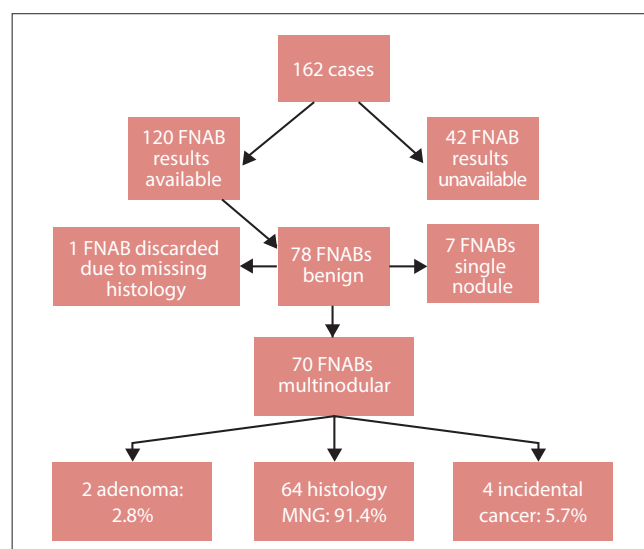 162 cases
120 FNAB
results
available
42 FNAB
results
unavailable
1 FNAB discarded
due to missing
histology
78 FNABs
benign
7 FNABs
single
nodule
70 FNABs
multinodular
2 adenoma:
2.8%
64 histology
MNG: 91.4%
4 incidental
cancer: 5.7%